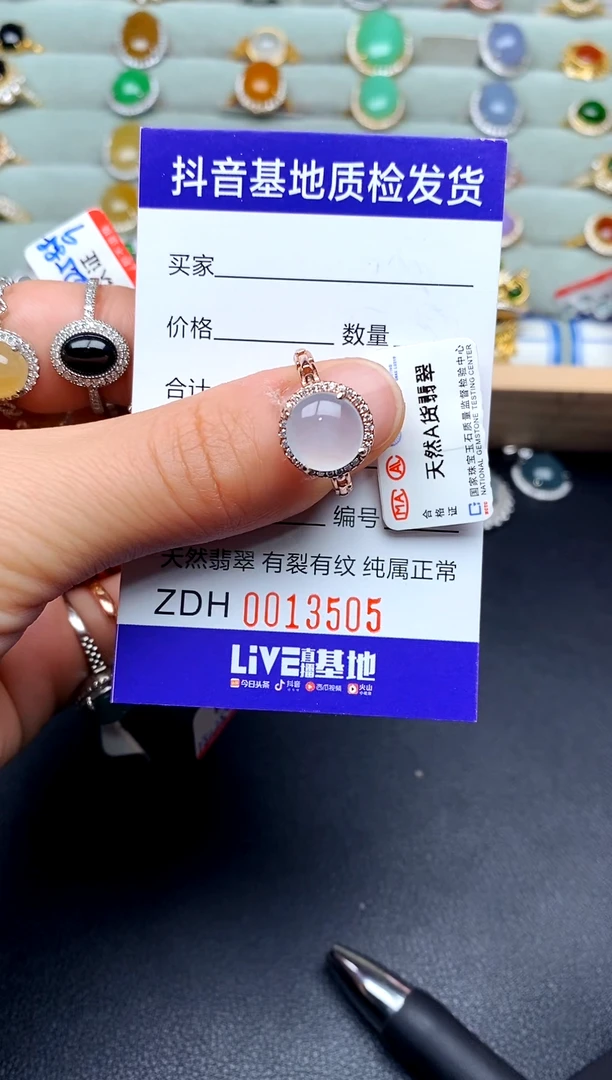 抖音基地质检发货
买家
价格 数量
合计
编号
天然翡翠 有裂有纹 纯属正常
ZDH 0013505
LiVE直播基地
今日头条 抖音 西瓜视频 火山
天然A货翡翠
国家珠宝玉石质量监督检验中心
NATIONAL GEMSTONE TESTING CENTER
合格证
MA